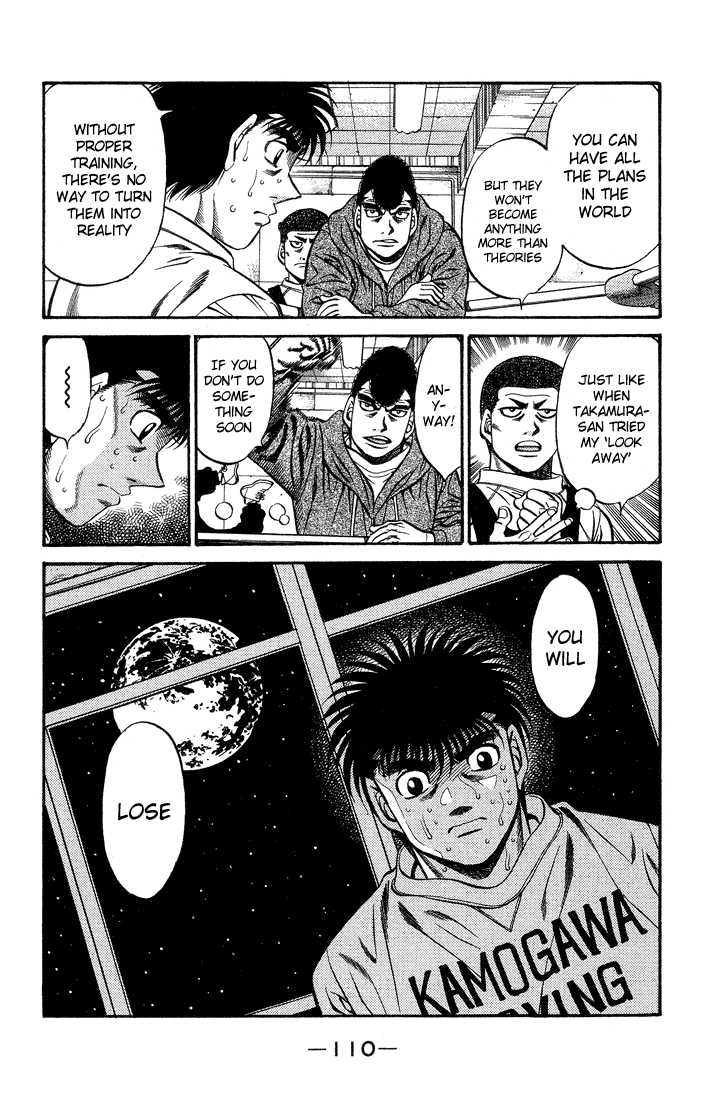 YOU CAN
HAVE ALL
THE PLANS
IN THE
WORLD
BUT THEY
WON'T
BECOME
ANYTHING
MORE THAN
THEORIES
WITHOUT
PROPER
TRAINING,
THERE'S NO
WAY TO TURN
THEM INTO
REALITY
JUST LIKE
WHEN
TAKAMURA-
SAN TRIED
MY 'LOOK
AWAY'
AN-
Y-
WAY!
IF YOU
DON'T DO
SOME-
THING
SOON
YOU
WILL
LOSE
KAMOGAWA
OXING
—110—